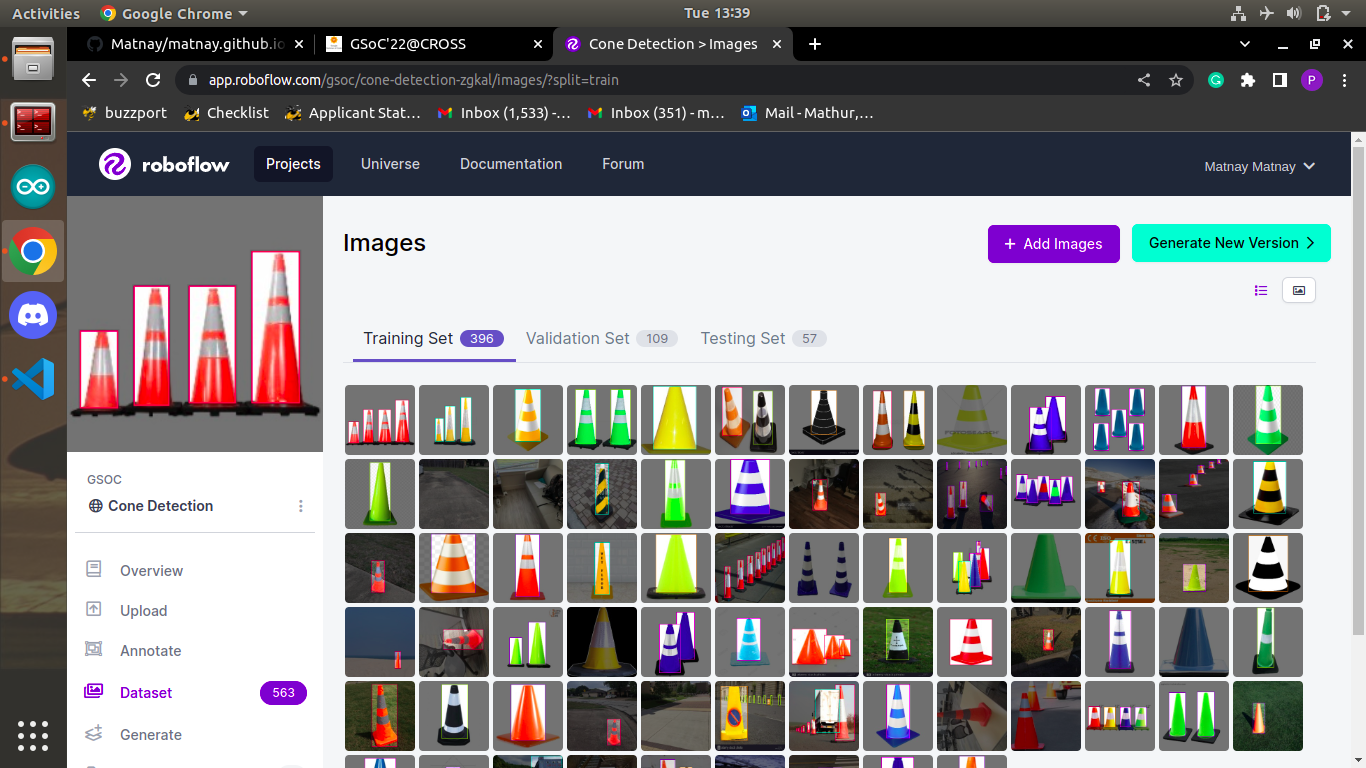 Activities Google Chrome Tue 13:39
Matnay/matnay.github.io GSoC'22@CROSS Cone Detection > Images
app.roboflow.com/gsoc/cone-detection-zgkal/images/?split=train P
buzzport Checklist Applicant Stat... Inbox (1,533) -... Inbox (351) - m... Mail - Mathur,...
roboflow Projects Universe Documentation Forum Matnay Matnay
Images + Add Images Generate New Version
Training Set 396 Validation Set 109 Testing Set 57
GSOC
Cone Detection
Overview
Upload
Annotate
Dataset 563
Generate